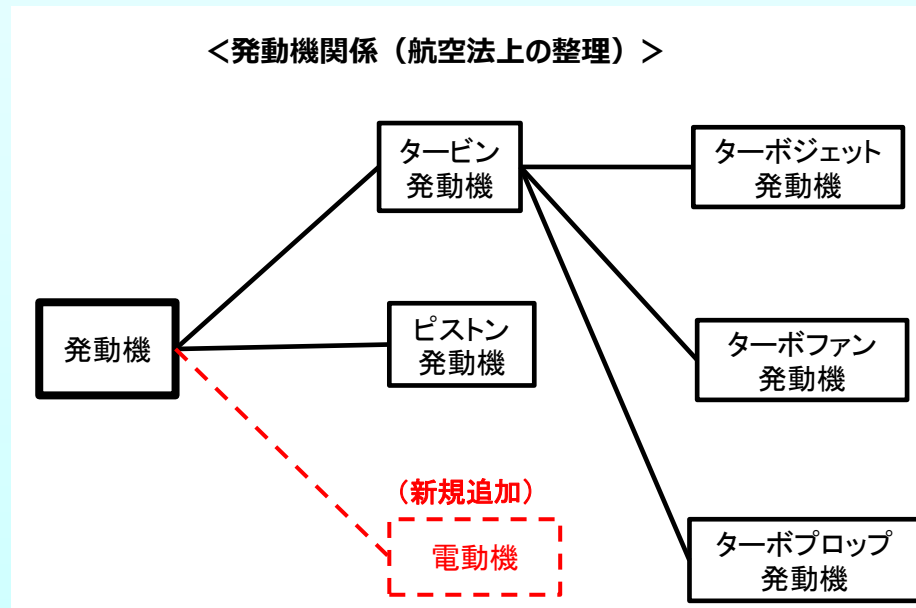 ＜発動機関係（航空法上の整理）＞
タービン
発動機
ターボジェット
発動機
発動機
ピストン
発動機
ターボファン
発動機
（新規追加）
電動機
ターボプロップ
発動機